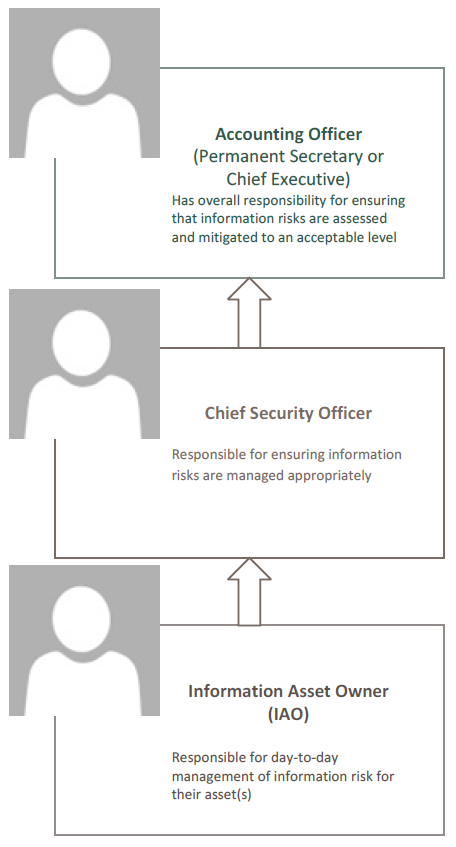 Accounting Officer
(Permanent Secretary or
Chief Executive)
Has overall responsibility for ensuring
that information risks are assessed
and mitigated to an acceptable level
Chief Security Officer
Responsible for ensuring information
risks are managed appropriately
Information Asset Owner
(IAO)
Responsible for day-to-day
management of information risk for
their asset(s)